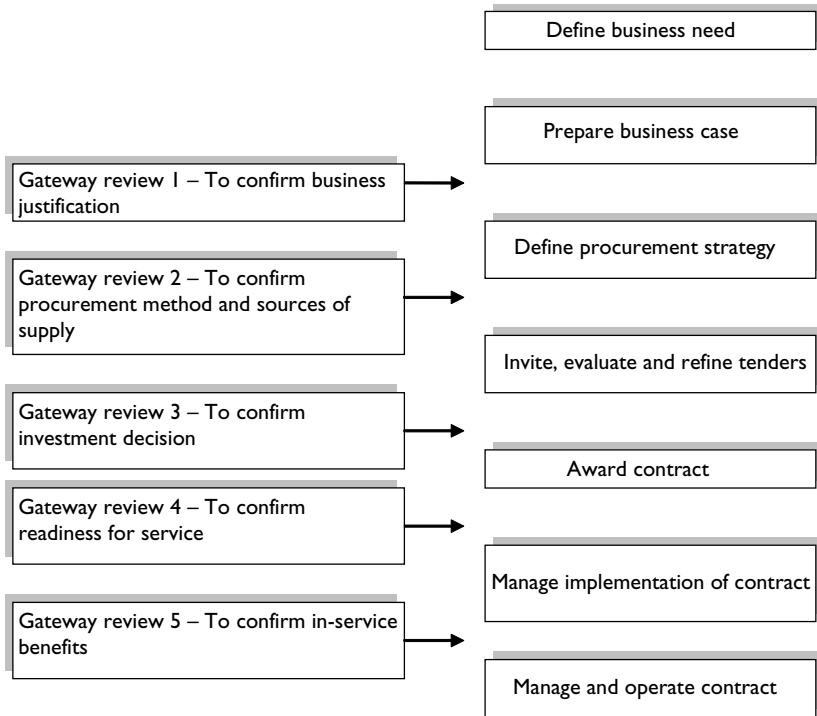 Define business need
Prepare business case
Gateway review 1 – To confirm business
justification
Define procurement strategy
Gateway review 2 – To confirm
procurement method and sources of
supply
Invite, evaluate and refine tenders
Gateway review 3 – To confirm
investment decision
Award contract
Gateway review 4 – To confirm
readiness for service
Manage implementation of contract
Gateway review 5 – To confirm in-service
benefits
Manage and operate contract